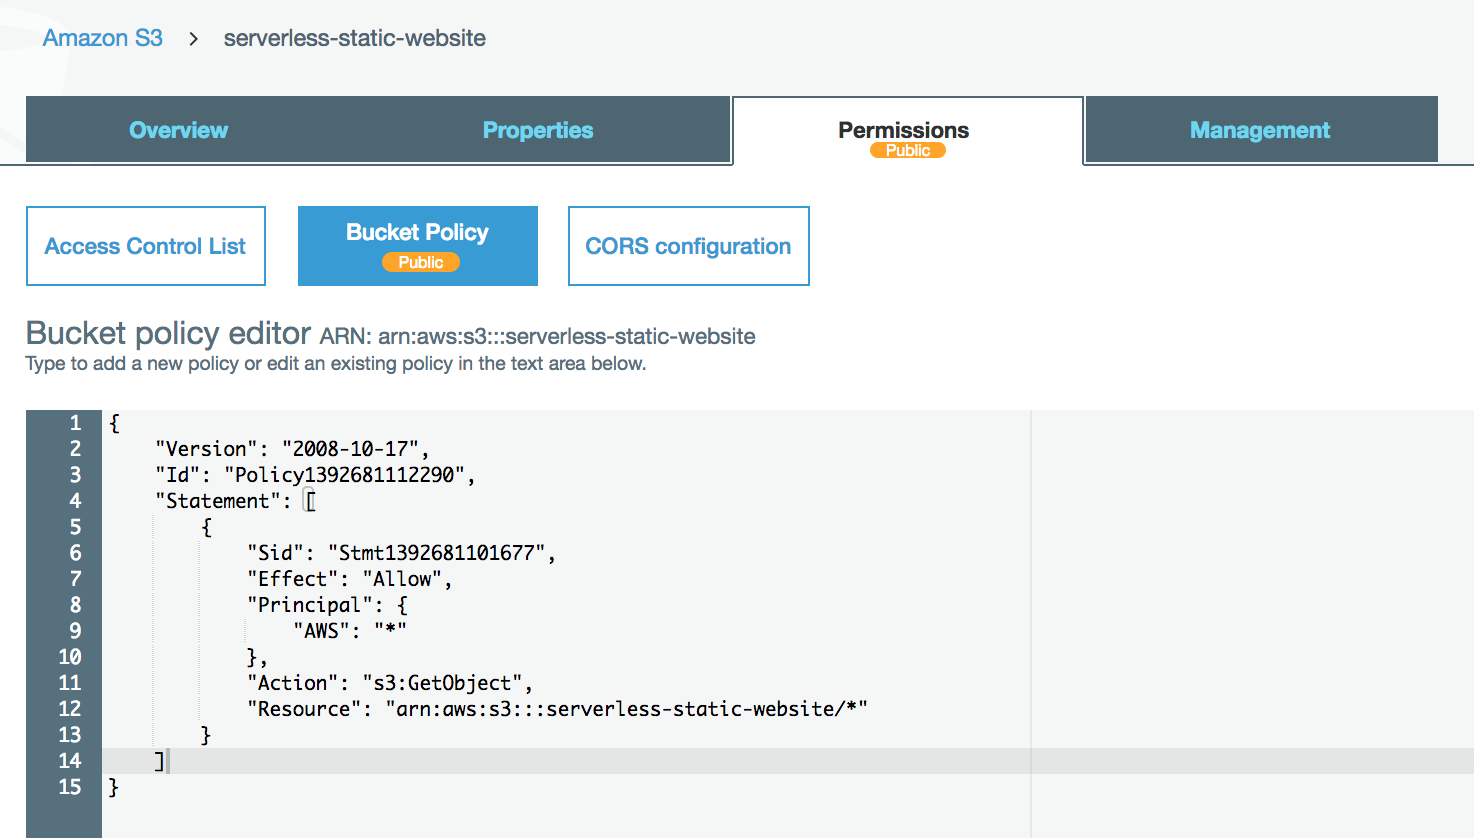 Amazon S3 > serverless-static-website
Overview Properties Permissions Management
Public
Access Control List Bucket Policy CORS configuration
Public
Bucket policy editor ARN: arn:aws:s3:::serverless-static-website
Type to add a new policy or edit an existing policy in the text area below.
1 {
2 "Version": "2008-10-17",
3 "Id": "Policy1392681112290",
4 "Statement": [
5 {
6 "Sid": "Stmt1392681101677",
7 "Effect": "Allow",
8 "Principal": {
9 "AWS": "*"
10 },
11 "Action": "s3:GetObject",
12 "Resource": "arn:aws:s3:::serverless-static-website/*"
13 }
14 ]
15 }